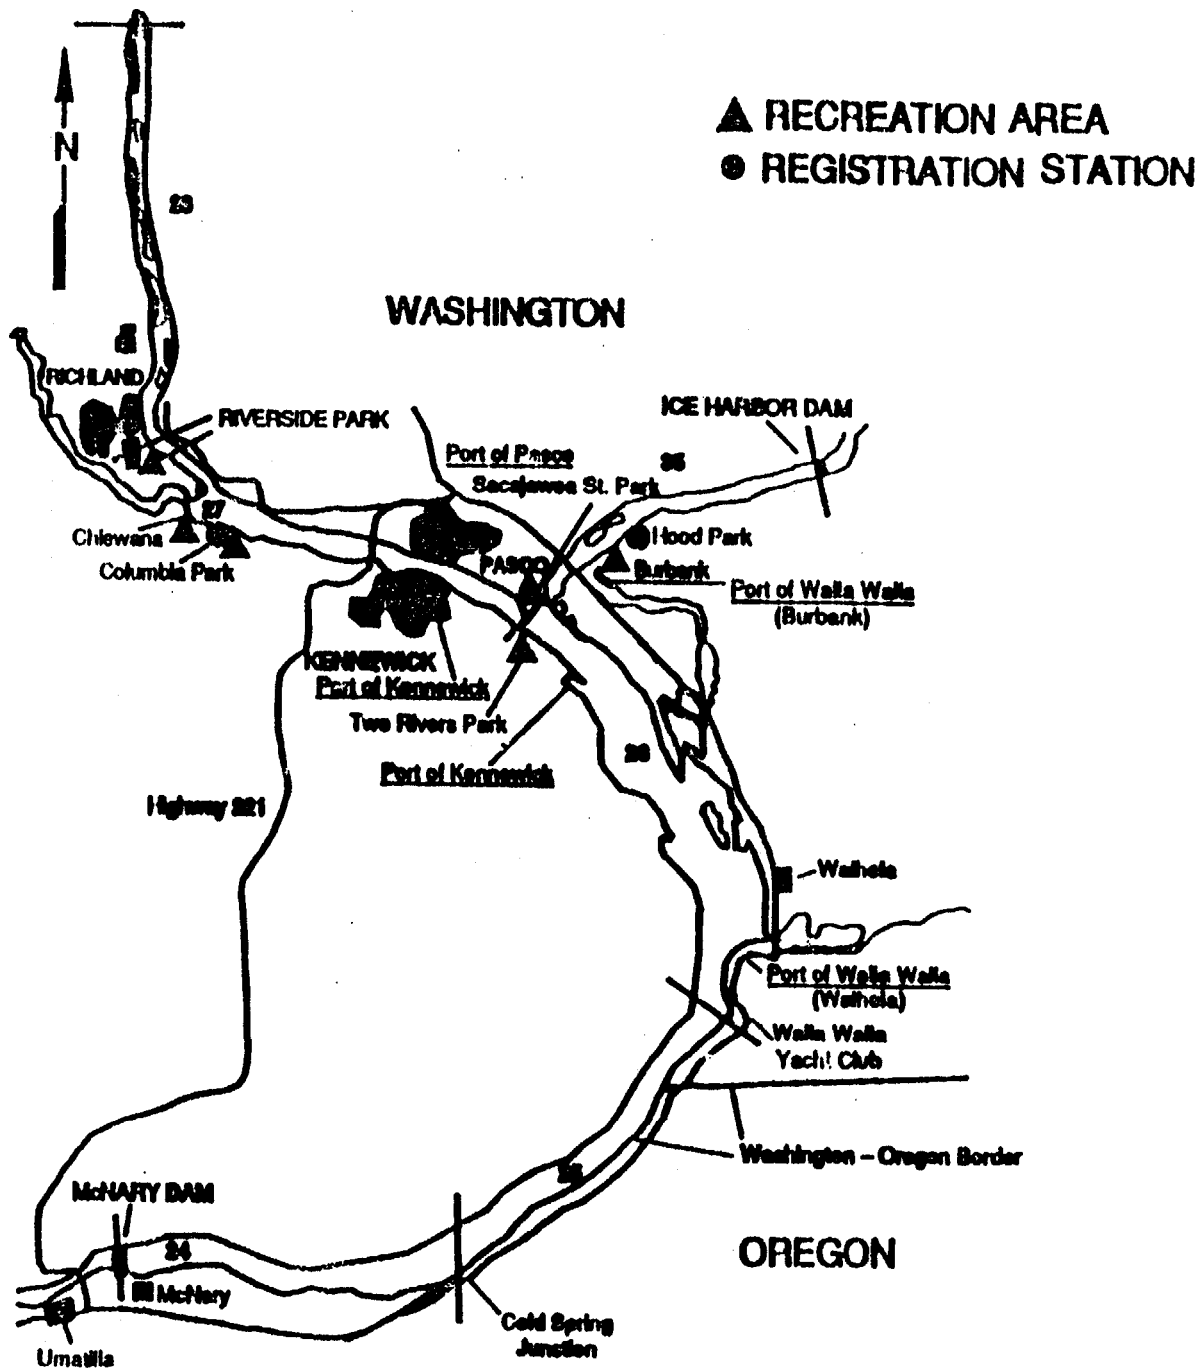 N
RECREATION AREA
REGISTRATION STATION
23
WASHINGTON
RICHLAND
RIVERSIDE PARK
ICE HARBOR DAM
Port of Pasco
Sacajawea St. Park
27
Chiewana
Columbia Park
Hood Park
PASCO
Burbank
Port of Walla Walla
(Burbank)
KENNEWICK
Port of Kennewick
Two Rivers Park
Port of Kennewick
26
Highway 221
Walhola
Port of Walla Walla
(Walhola)
Walla Walla
Yacht Club
Washington – Oregon Border
25
McNARY DAM
24
McNary
OREGON
Cold Spring
Junction
Umatilla